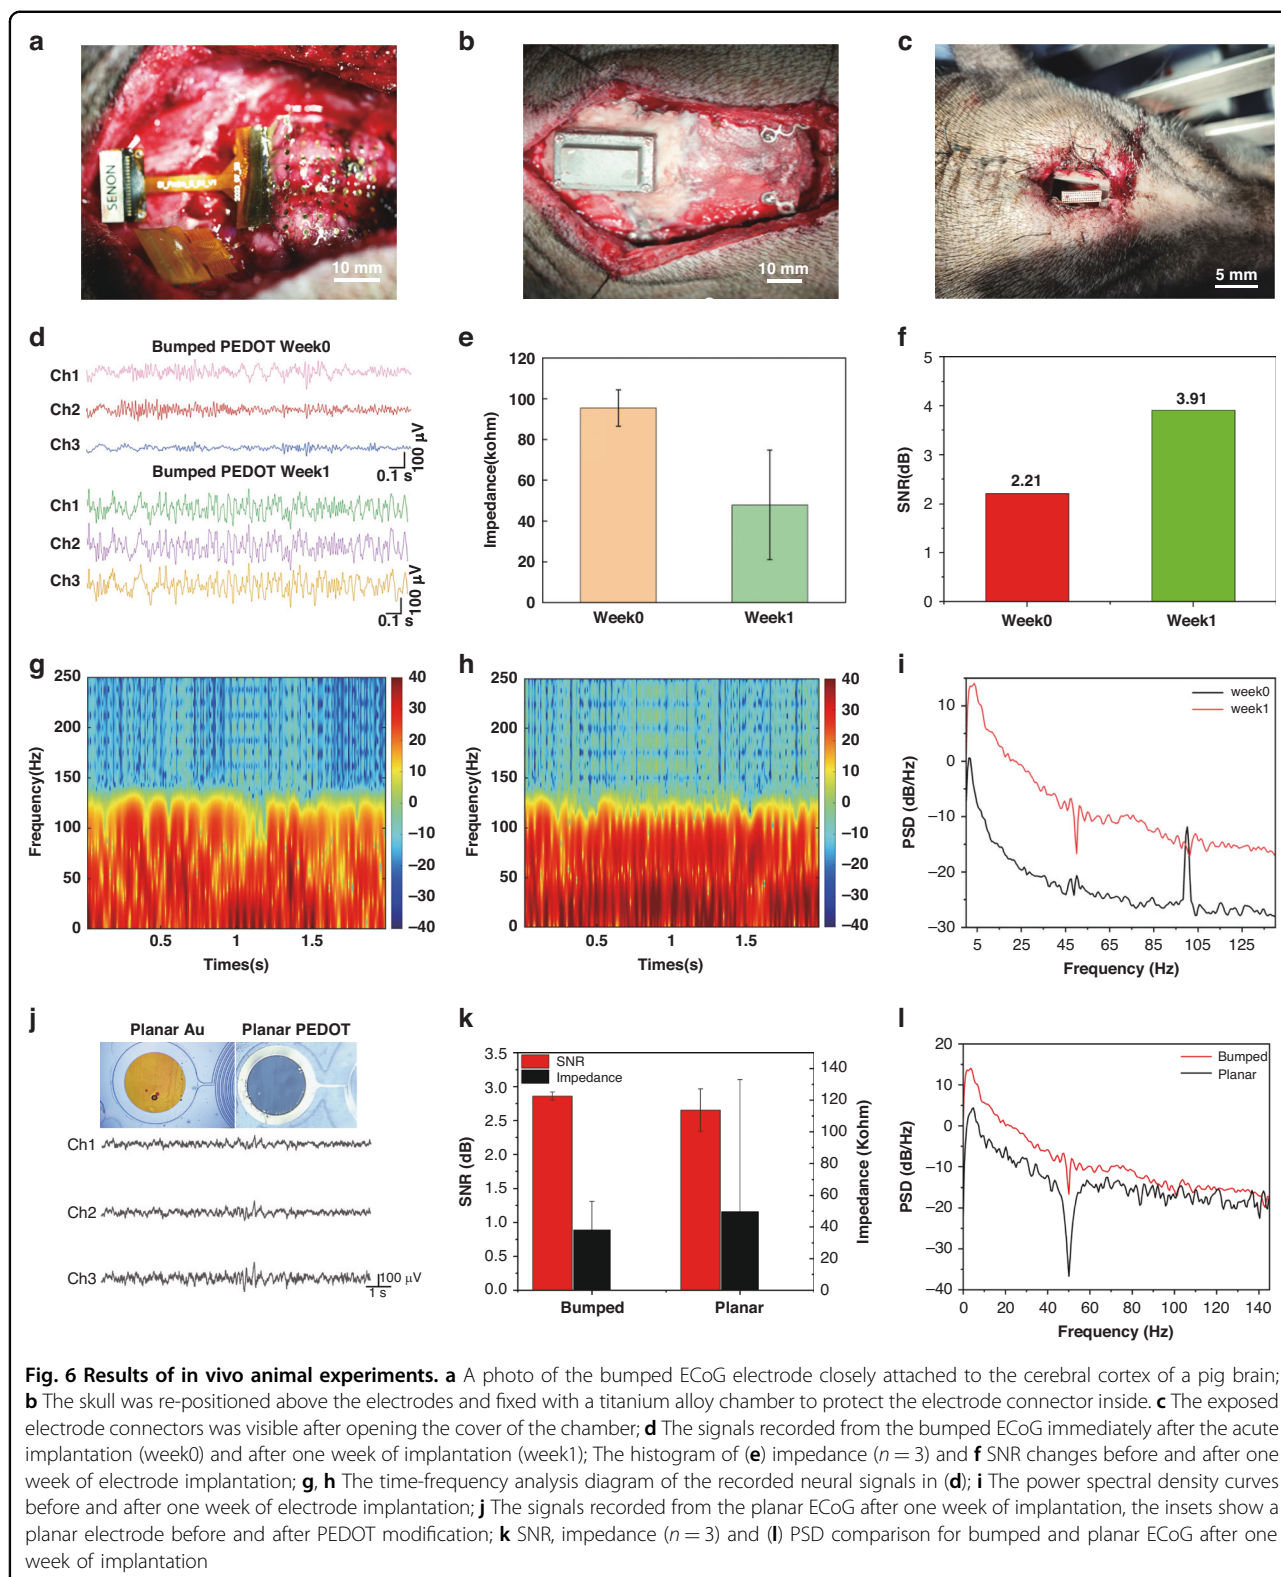 a
b
c
SENON
10 mm
10 mm
5 mm
d
Bumped PEDOT Week0
Ch1
Ch2
Ch3
100 µV
0.1 s
Bumped PEDOT Week1
Ch1
Ch2
Ch3
100 µV
0.1 s
e
120
100
80
60
40
20
0
Impedance(kohm)
Week0
Week1
f
5
4
3
2
1
0
SNR(dB)
2.21
3.91
Week0
Week1
g
250
200
150
100
50
0
Frequency(Hz)
0.5
1
1.5
Times(s)
40
30
20
10
0
−10
−20
−30
−40
h
250
200
150
100
50
0
Frequency(Hz)
0.5
1
1.5
Times(s)
40
30
20
10
0
−10
−20
−30
−40
i
10
0
−10
−20
−30
PSD (dB/Hz)
week0
week1
5 25 45 65 85 105 125
Frequency (Hz)
j
Planar Au
Planar PEDOT
Ch1
Ch2
Ch3
100 µV
1 s
k
3.5
3.0
2.5
2.0
1.5
1.0
0.5
0.0
SNR (dB)
SNR
Impedance
140
120
100
80
60
40
20
0
Impedance (Kohm)
Bumped
Planar
l
20
10
0
−10
−20
−30
−40
PSD (dB/Hz)
Bumped
Planar
0 20 40 60 80 100 120 140
Frequency (Hz)
Fig. 6 Results of in vivo animal experiments. a A photo of the bumped ECoG electrode closely attached to the cerebral cortex of a pig brain;
b The skull was re-positioned above the electrodes and fixed with a titanium alloy chamber to protect the electrode connector inside. c The exposed
electrode connectors was visible after opening the cover of the chamber; d The signals recorded from the bumped ECoG immediately after the acute
implantation (week0) and after one week of implantation (week1); The histogram of (e) impedance (n = 3) and f SNR changes before and after one
week of electrode implantation; g, h The time-frequency analysis diagram of the recorded neural signals in (d); i The power spectral density curves
before and after one week of electrode implantation; j The signals recorded from the planar ECoG after one week of implantation, the insets show a
planar electrode before and after PEDOT modification; k SNR, impedance (n = 3) and (l) PSD comparison for bumped and planar ECoG after one
week of implantation